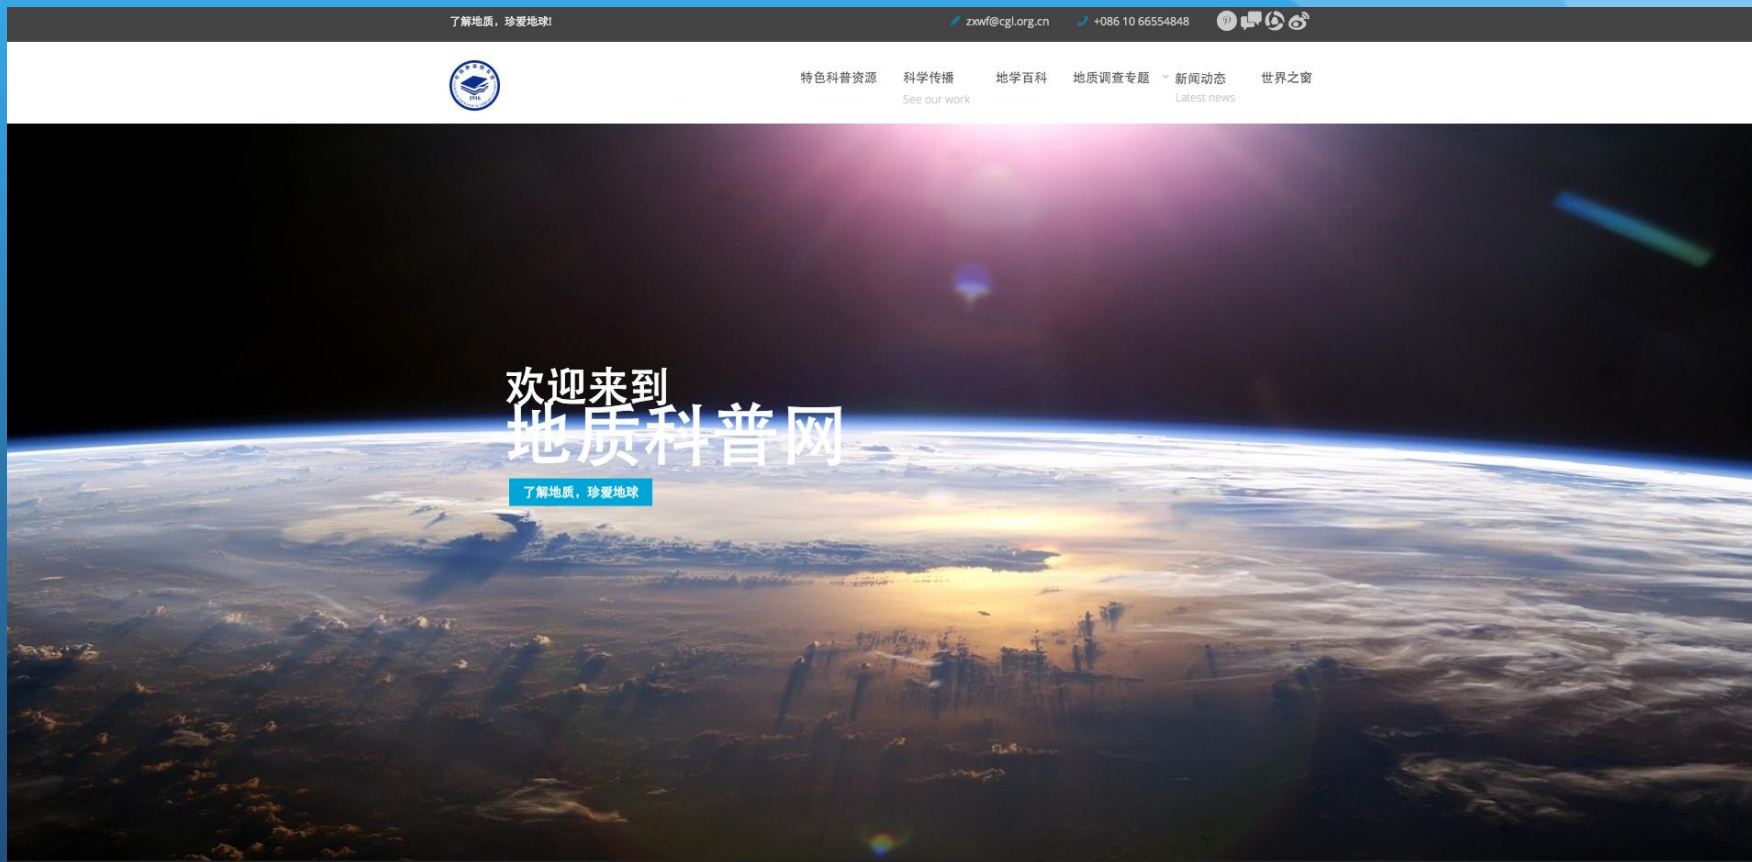 了解地质，珍爱地球!
zxwf@cgl.org.cn
+086 10 66554848
1916
特色科普资源
科学传播
See our work
地学百科
地质调查专题
新闻动态
Latest news
世界之窗
欢迎来到
地质科普网
了解地质，珍爱地球